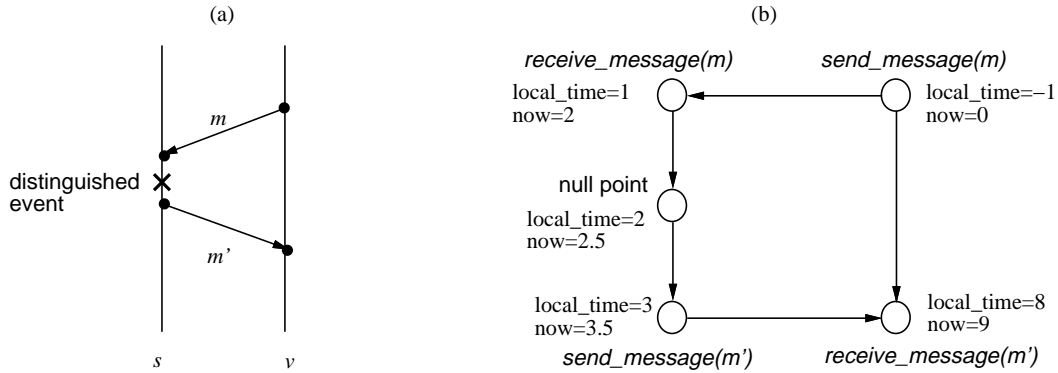 (a)
m
distinguished
event
m’
s
v
(b)
receive_message(m)
send_message(m)
local_time=1
now=2
local_time=−1
now=0
null point
local_time=2
now=2.5
local_time=3
now=3.5
local_time=8
now=9
send_message(m’)
receive_message(m’)